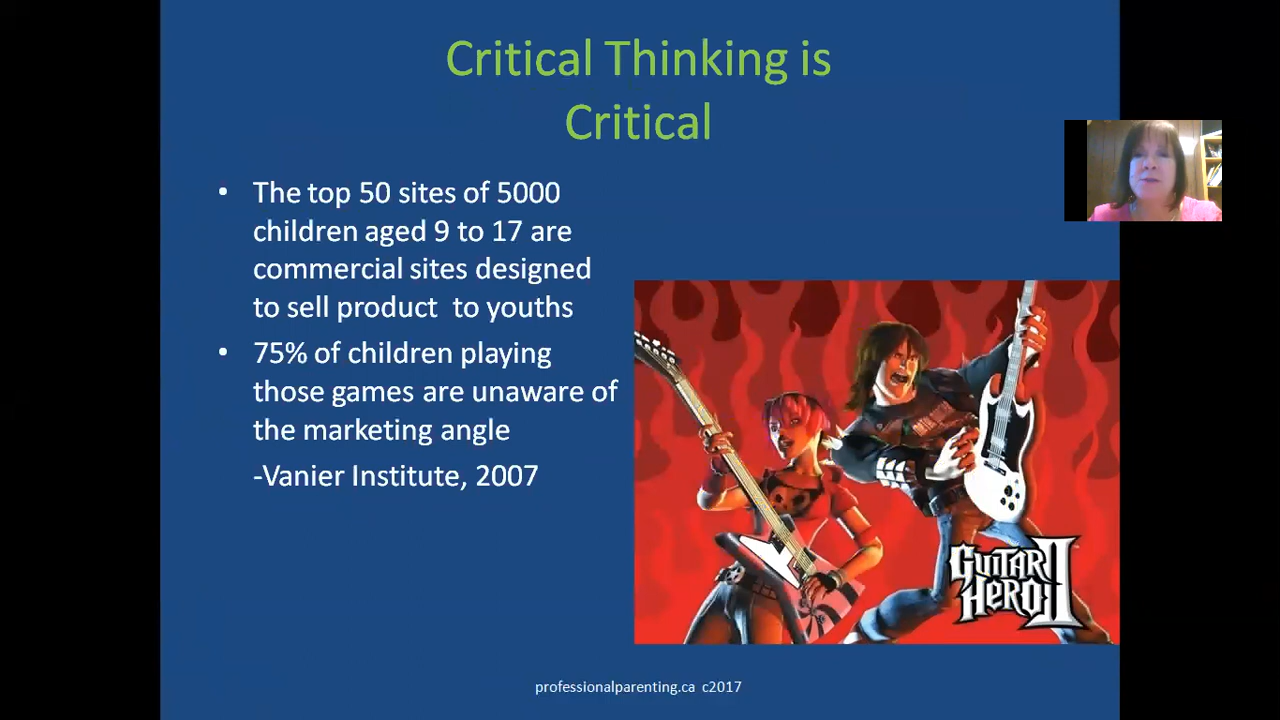 Critical Thinking is
Critical
• The top 50 sites of 5000
children aged 9 to 17 are
commercial sites designed
to sell product  to youths
• 75% of children playing
those games are unaware of
the marketing angle
-Vanier Institute, 2007
GUITAR
HERO II
professionalparenting.ca c2017